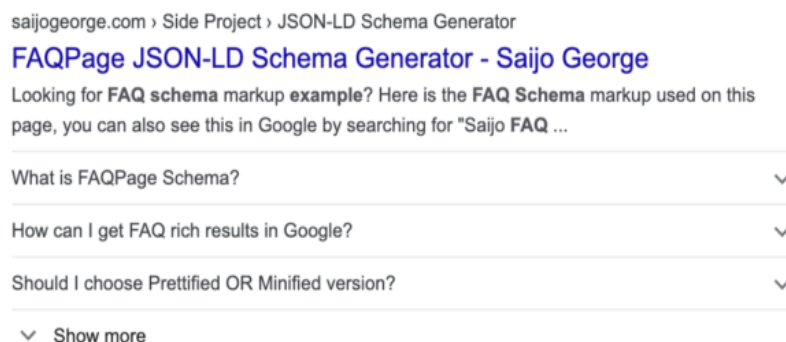 saijogeorge.com › Side Project › JSON-LD Schema Generator
FAQPage JSON-LD Schema Generator - Saijo George
Looking for FAQ schema markup example? Here is the FAQ Schema markup used on this
page, you can also see this in Google by searching for "Saijo FAQ ...
What is FAQPage Schema?
How can I get FAQ rich results in Google?
Should I choose Prettified OR Minified version?
Show more